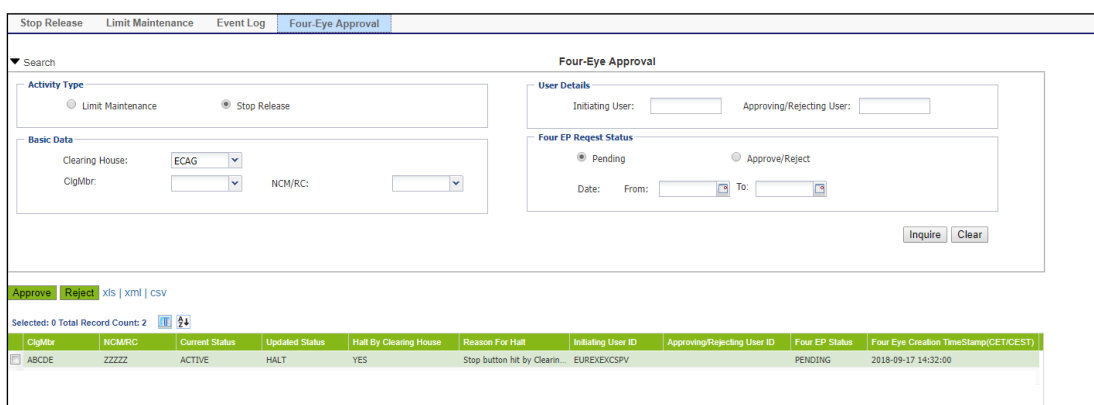 Stop Release Limit Maintenance Event Log Four-Eye Approval
Search Four-Eye Approval
Activity Type
Limit Maintenance Stop Release
User Details
Initiating User: Approving/Rejecting User:
Basic Data
Clearing House: ECAG
ClgMbr: NCM/RC:
Four EP Reqest Status
Pending Approve/Reject
Date: From: To:
Inquire Clear
Approve Reject xls | xml | csv
Selected: 0 Total Record Count: 2
ClgMbr NCM/RC Current Status Updated Status Halt By Clearing House Reason For Halt Initiating User ID Approving/Rejecting User ID Four EP Status Four Eye Creation TimeStamp(CET/CEST)
ABCDE ZZZZZ ACTIVE HALT YES Stop button hit by Clearin... EUREXEXCSPV PENDING 2018-09-17 14:32:00